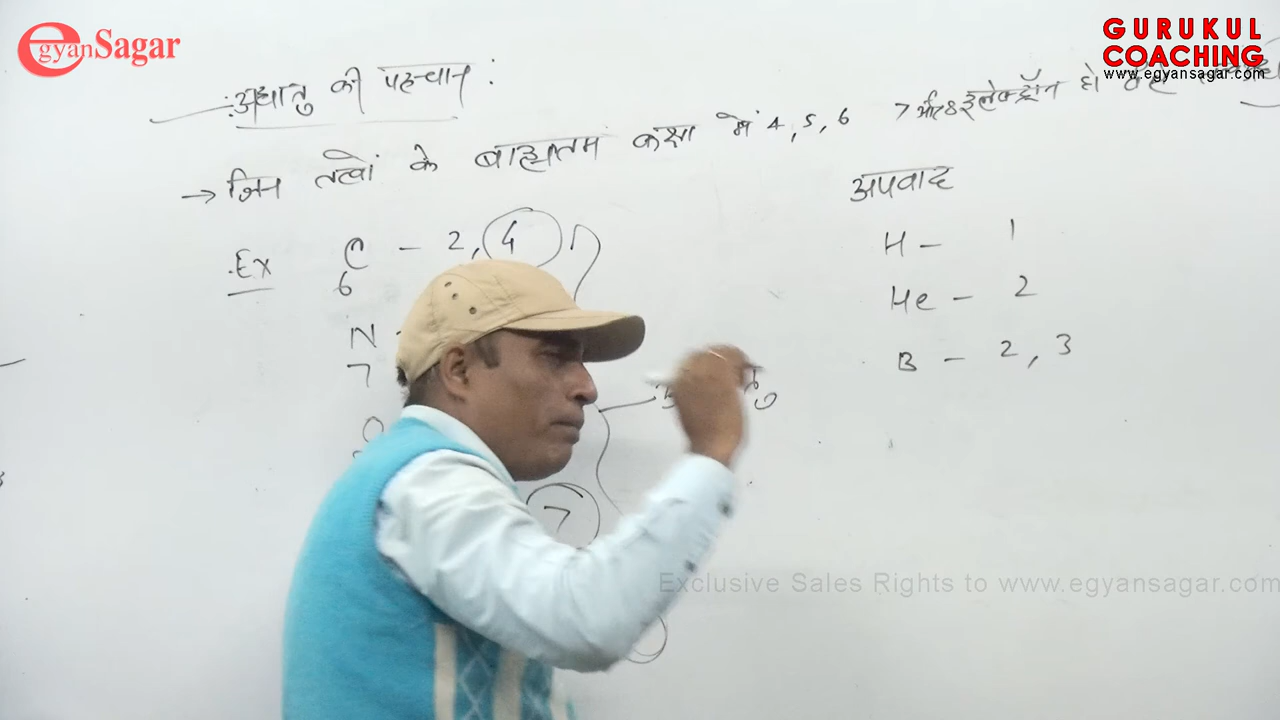 egyanSagar
GURUKUL
COACHING
www.egyansagar.com
अधातु की पहचान :
→ जिन तत्वों के बाह्यतम कक्षा में 4, 5, 6 7 और 8 इलेक्ट्रॉन हो
अपवाद
Ex C - 2, 4
6
H - 1
He - 2
N -
7
B - 2, 3
O
7
Exclusive Sales Rights to www.egyansagar.com